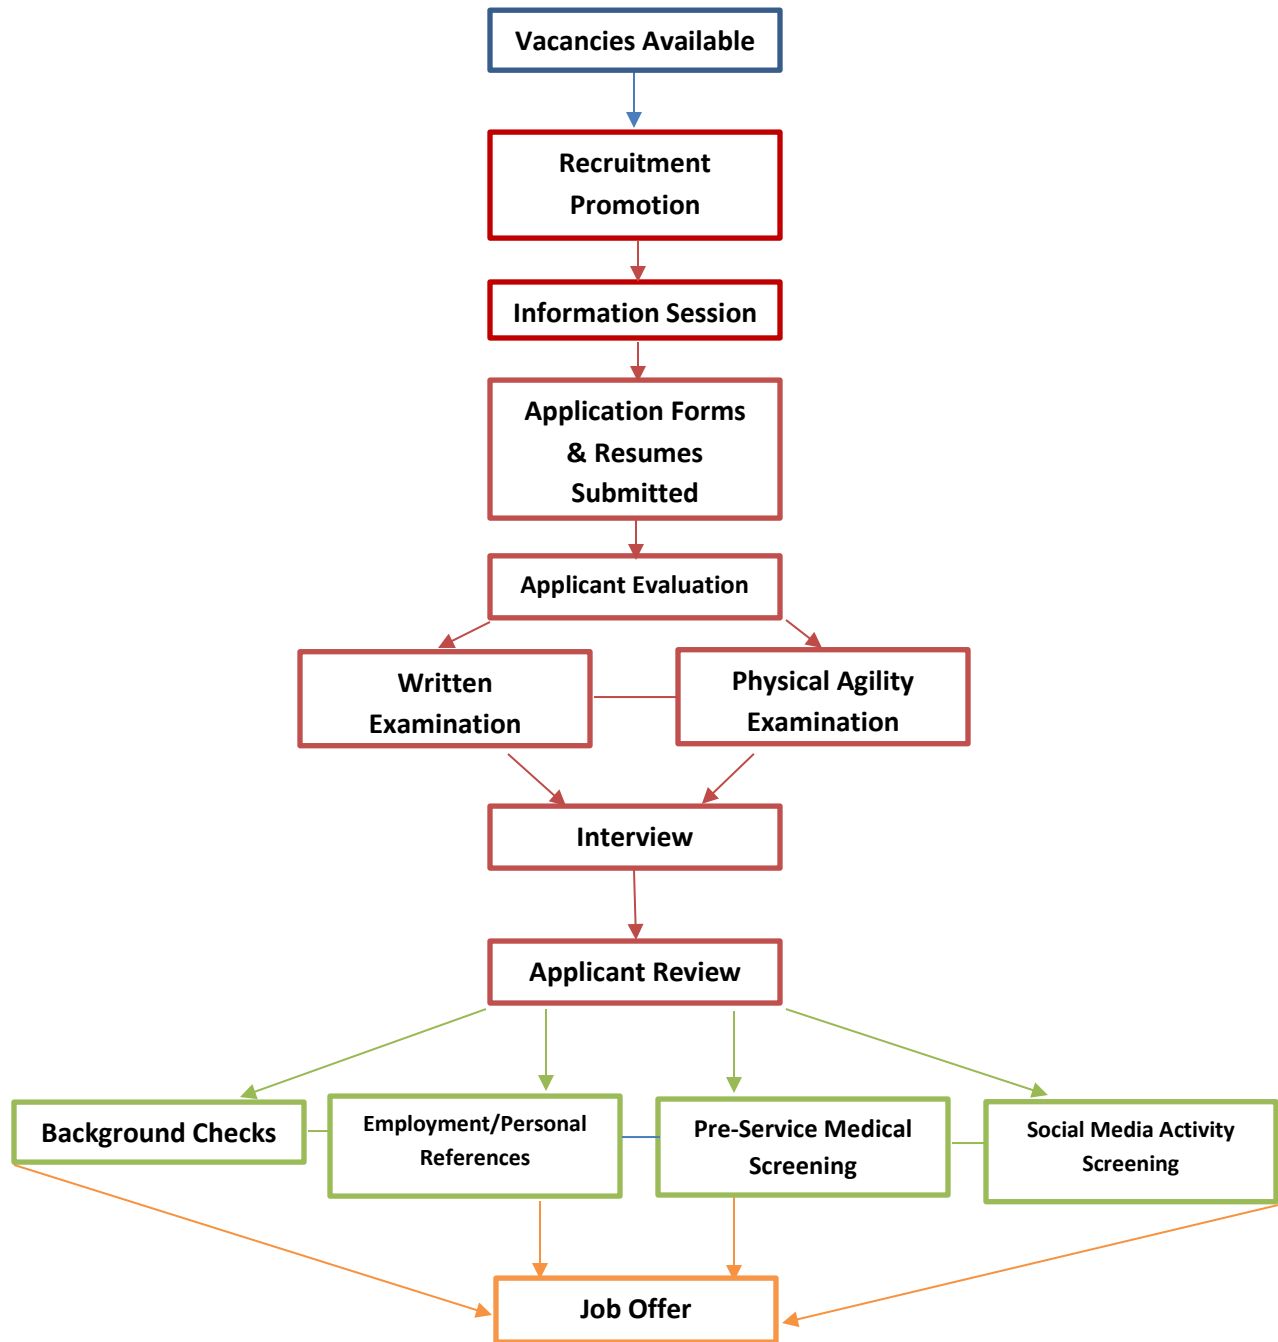 Vacancies Available
Recruitment
Promotion
Information Session
Application Forms
& Resumes
Submitted
Applicant Evaluation
Written
Examination
Physical Agility
Examination
Interview
Applicant Review
Background Checks
Employment/Personal
References
Pre-Service Medical
Screening
Social Media Activity
Screening
Job Offer